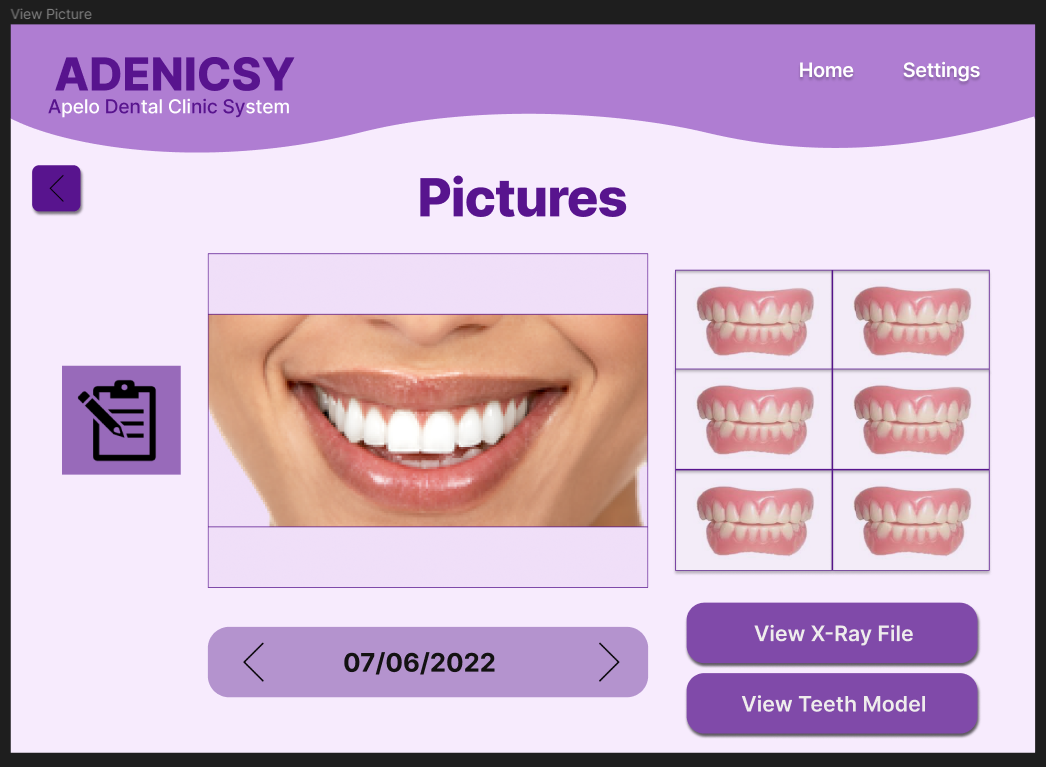 View Picture
ADENICSY
Apelo Dental Clinic System
Home
Settings
Pictures
07/06/2022
View X-Ray File
View Teeth Model